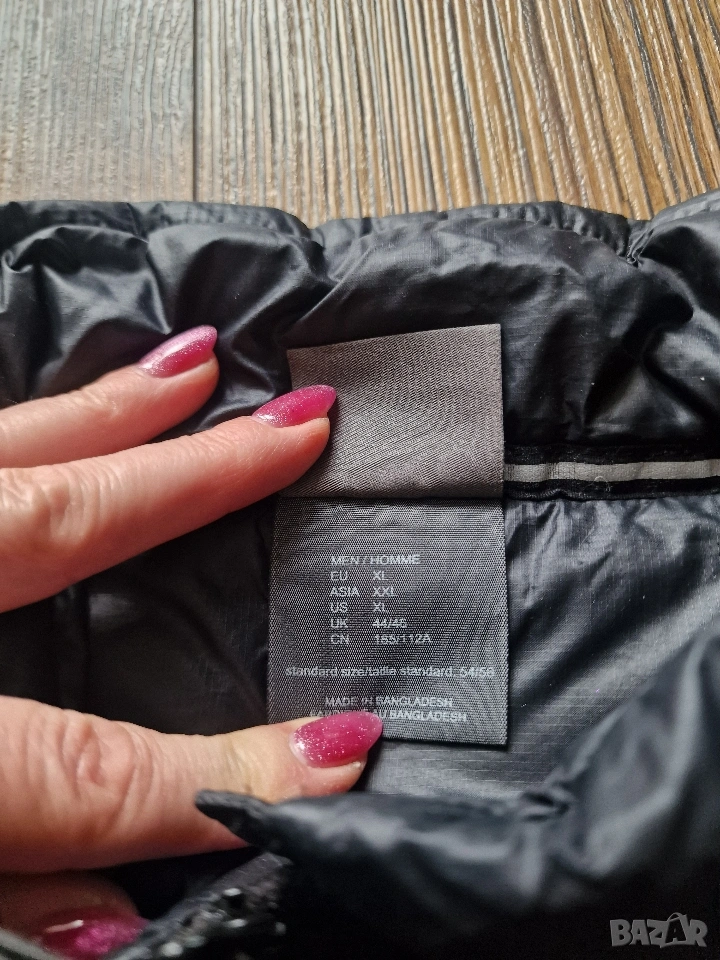 MEN / HOMME
EU XL
ASIA XXL
US XL
UK 44/46
CN 185/112A
standard size/taille standard: 54/56
MADE IN BANGLADESH
BANGLADESH
BAZAR